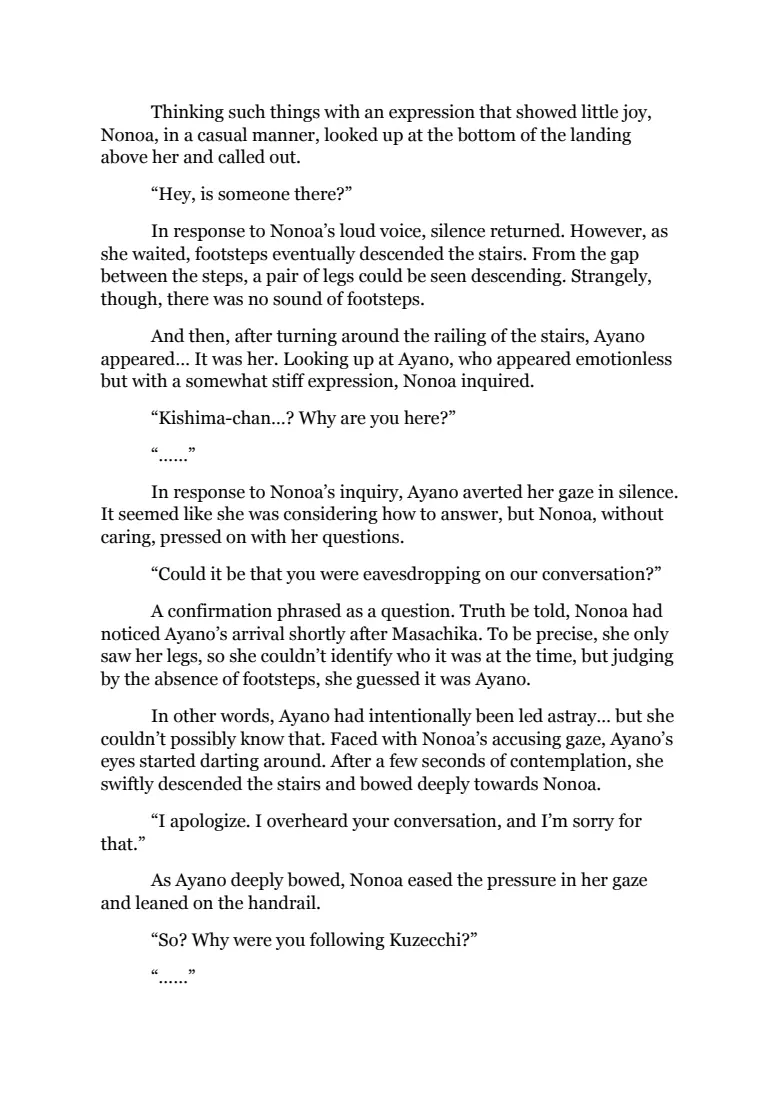 Thinking such things with an expression that showed little joy,
Nonoa, in a casual manner, looked up at the bottom of the landing
above her and called out.
“Hey, is someone there?”
In response to Nonoa’s loud voice, silence returned. However, as
she waited, footsteps eventually descended the stairs. From the gap
between the steps, a pair of legs could be seen descending. Strangely,
though, there was no sound of footsteps.
And then, after turning around the railing of the stairs, Ayano
appeared... It was her. Looking up at Ayano, who appeared emotionless
but with a somewhat stiff expression, Nonoa inquired.
“Kishima-chan...? Why are you here?”
“......”
In response to Nonoa’s inquiry, Ayano averted her gaze in silence.
It seemed like she was considering how to answer, but Nonoa, without
caring, pressed on with her questions.
“Could it be that you were eavesdropping on our conversation?”
A confirmation phrased as a question. Truth be told, Nonoa had
noticed Ayano’s arrival shortly after Masachika. To be precise, she only
saw her legs, so she couldn’t identify who it was at the time, but judging
by the absence of footsteps, she guessed it was Ayano.
In other words, Ayano had intentionally been led astray... but she
couldn’t possibly know that. Faced with Nonoa’s accusing gaze, Ayano’s
eyes started darting around. After a few seconds of contemplation, she
swiftly descended the stairs and bowed deeply towards Nonoa.
“I apologize. I overheard your conversation, and I’m sorry for
that.”
As Ayano deeply bowed, Nonoa eased the pressure in her gaze
and leaned on the handrail.
“So? Why were you following Kuzecchi?”
“......”